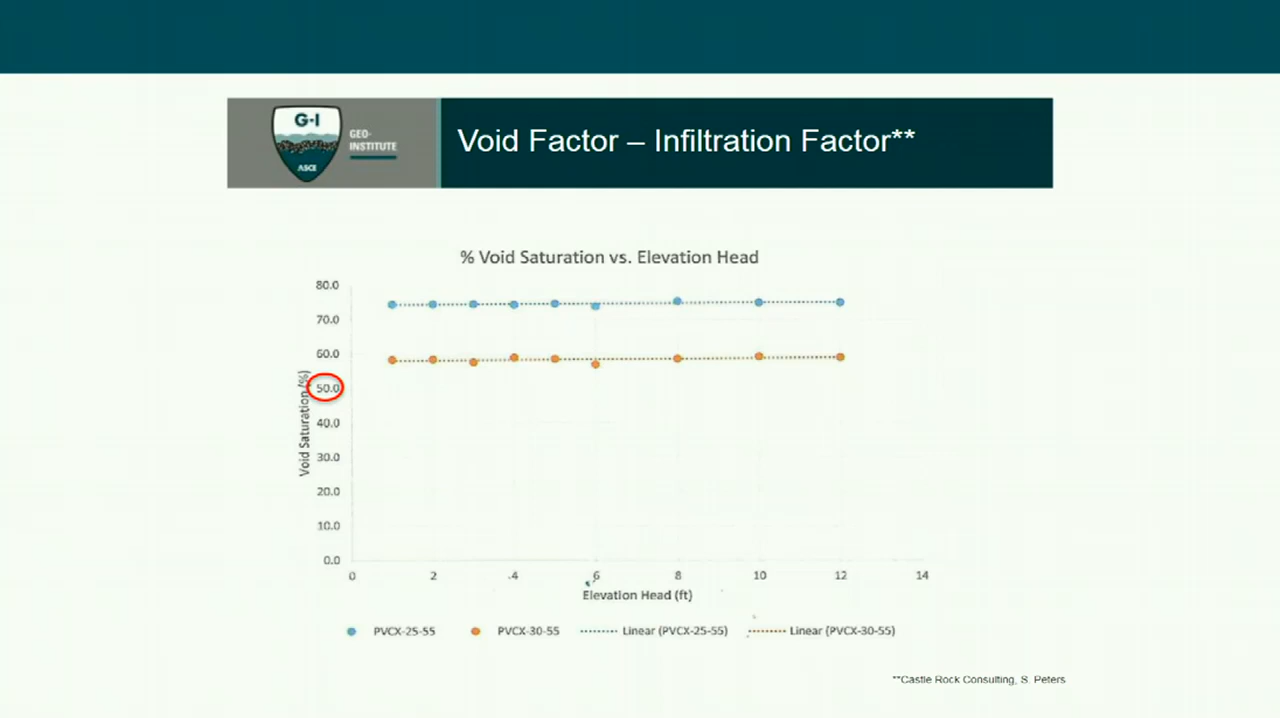 G-I
GEO-
INSTITUTE
ASCE
Void Factor – Infiltration Factor**
% Void Saturation vs. Elevation Head
80.0
70.0
60.0
50.0
40.0
30.0
20.0
10.0
0.0
Void Saturation (%)
0 2 4 6 8 10 12 14
Elevation Head (ft)
PVCX-25-55 PVCX-30-55 Linear (PVCX-25-55) Linear (PVCX-30-55)
**Castle Rock Consulting, S. Peters